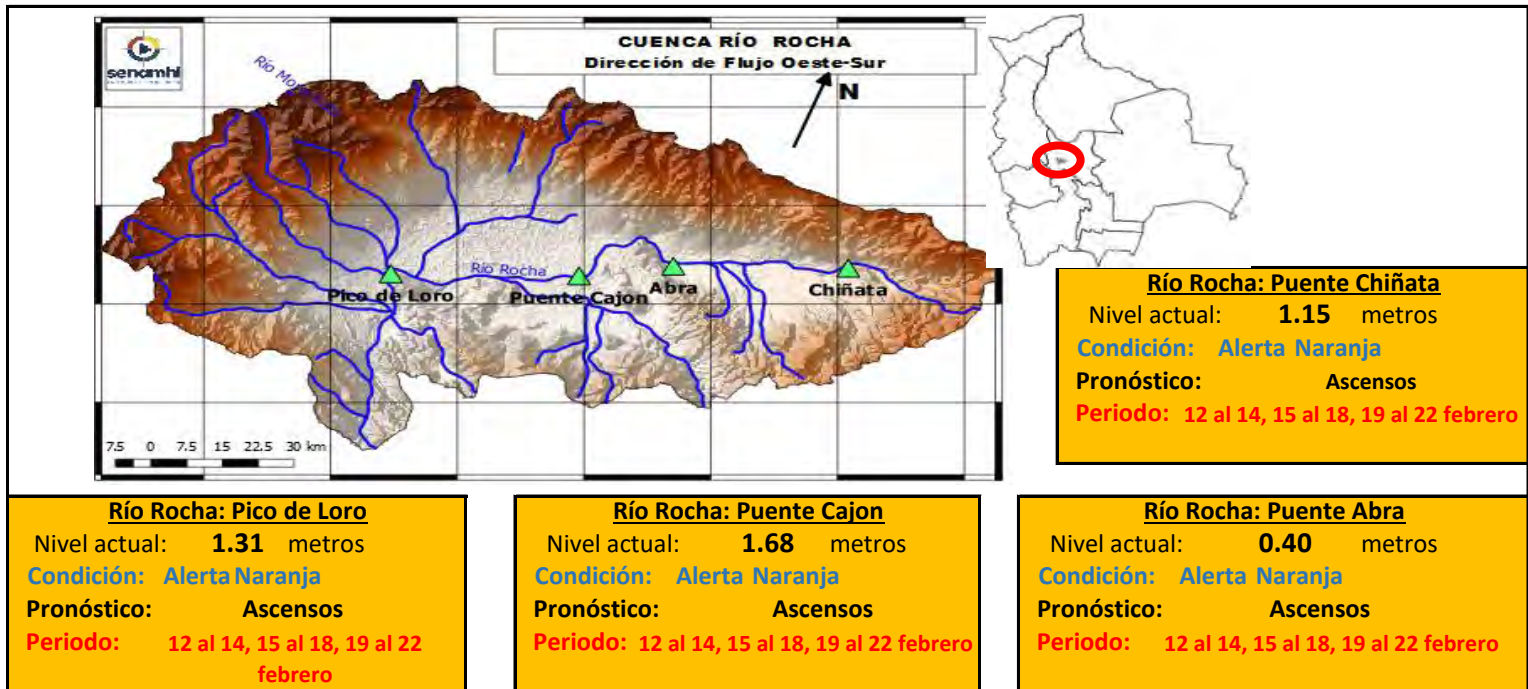 senamhi
CUENCA RÍO ROCHA
Dirección de Flujo Oeste-Sur
N
Río Rocha
Pico de Loro
Puente Cajon
Abra
Chiñata
7.5 0 7.5 15 22.5 30 km
Río Rocha: Puente Chiñata
Nivel actual: 1.15 metros
Condición: Alerta Naranja
Pronóstico: Ascensos
Periodo: 12 al 14, 15 al 18, 19 al 22 febrero
Río Rocha: Pico de Loro
Nivel actual: 1.31 metros
Condición: Alerta Naranja
Pronóstico: Ascensos
Periodo: 12 al 14, 15 al 18, 19 al 22
febrero
Río Rocha: Puente Cajon
Nivel actual: 1.68 metros
Condición: Alerta Naranja
Pronóstico: Ascensos
Periodo: 12 al 14, 15 al 18, 19 al 22 febrero
Río Rocha: Puente Abra
Nivel actual: 0.40 metros
Condición: Alerta Naranja
Pronóstico: Ascensos
Periodo: 12 al 14, 15 al 18, 19 al 22 febrero